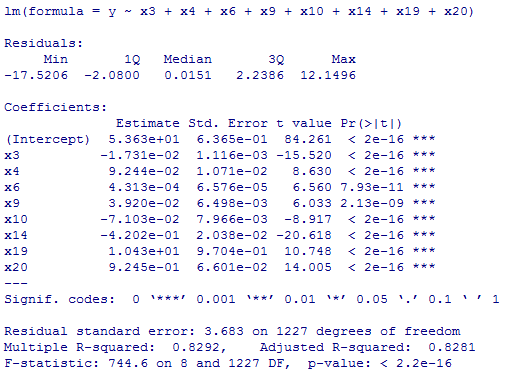 lm(formula = y ~ x3 + x4 + x6 + x9 + x10 + x14 + x19 + x20)
Residuals:
     Min       1Q   Median       3Q      Max
-17.5206  -2.0800   0.0151   2.2386  12.1496
Coefficients:
              Estimate Std. Error t value Pr(>|t|)
(Intercept)  5.363e+01  6.365e-01  84.261  < 2e-16 ***
x3          -1.731e-02  1.116e-03 -15.520  < 2e-16 ***
x4           9.244e-02  1.071e-02   8.630  < 2e-16 ***
x6           4.313e-04  6.576e-05   6.560 7.93e-11 ***
x9           3.920e-02  6.498e-03   6.033 2.13e-09 ***
x10         -7.103e-02  7.966e-03  -8.917  < 2e-16 ***
x14         -4.202e-01  2.038e-02 -20.618  < 2e-16 ***
x19          1.043e+01  9.704e-01  10.748  < 2e-16 ***
x20          9.245e-01  6.601e-02  14.005  < 2e-16 ***
---
Signif. codes:  0 ‘***’ 0.001 ‘**’ 0.01 ‘*’ 0.05 ‘.’ 0.1 ‘ ’ 1
Residual standard error: 3.683 on 1227 degrees of freedom
Multiple R-squared:  0.8292,    Adjusted R-squared:  0.8281
F-statistic: 744.6 on 8 and 1227 DF,  p-value: < 2.2e-16